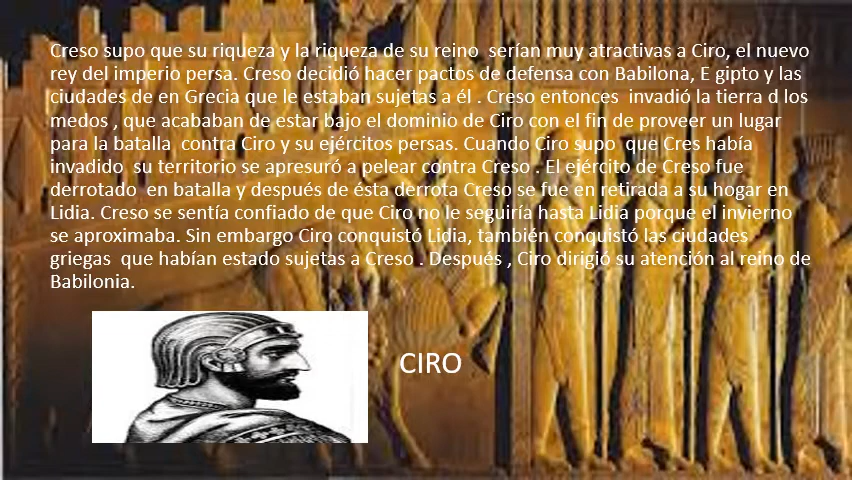 Creso supo que su riqueza y la riqueza de su reino serían muy atractivas a Ciro, el nuevo
rey del imperio persa. Creso decidió hacer pactos de defensa con Babilona, E gipto y las
ciudades de en Grecia que le estaban sujetas a él . Creso entonces invadió la tierra d los
medos , que acababan de estar bajo el dominio de Ciro con el fin de proveer un lugar
para la batalla contra Ciro y su ejércitos persas. Cuando Ciro supo que Cres había
invadido su territorio se apresuró a pelear contra Creso . El ejército de Creso fue
derrotado en batalla y después de ésta derrota Creso se fue en retirada a su hogar en
Lidia. Creso se sentía confiado de que Ciro no le seguiría hasta Lidia porque el invierno
se aproximaba. Sin embargo Ciro conquistó Lidia, también conquistó las ciudades
griegas que habían estado sujetas a Creso . Después , Ciro dirigió su atención al reino de
Babilonia.
CIRO